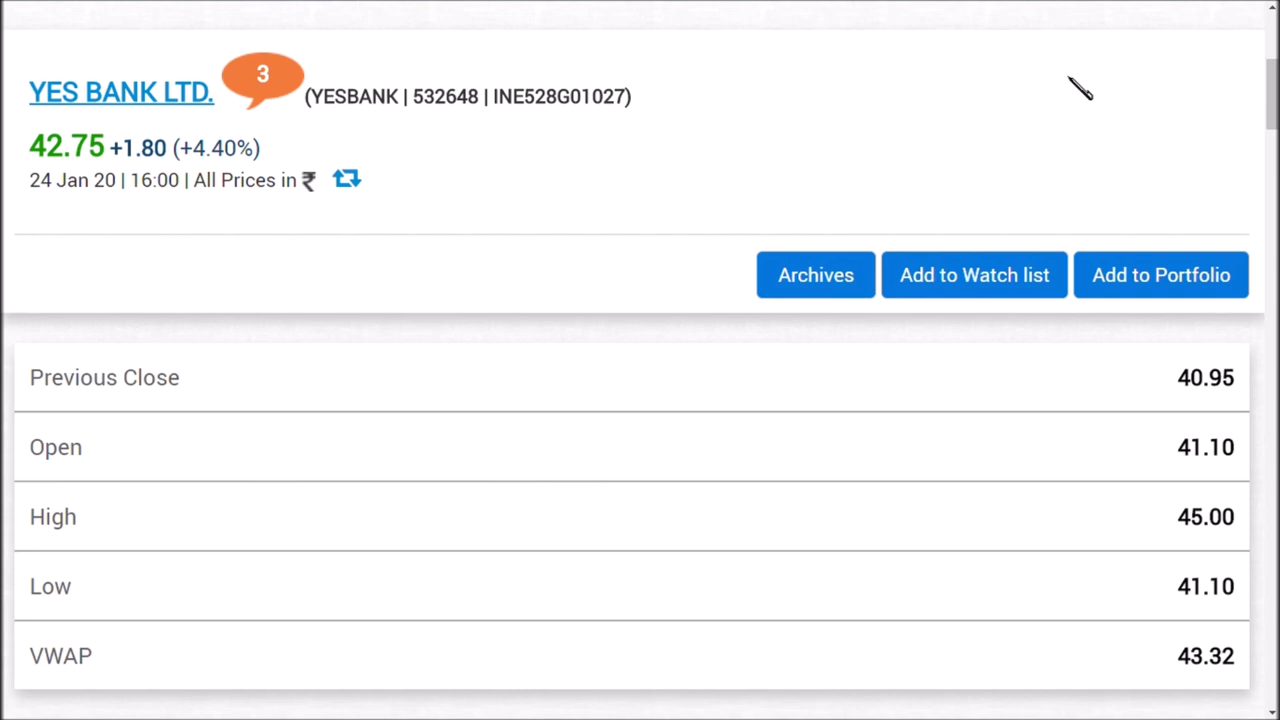 YES BANK LTD. 3 (YESBANK | 532648 | INE528G01027)
42.75 +1.80 (+4.40%)
24 Jan 20 | 16:00 | All Prices in ₹
Archives Add to Watch list Add to Portfolio
Previous Close 40.95
Open 41.10
High 45.00
Low 41.10
VWAP 43.32